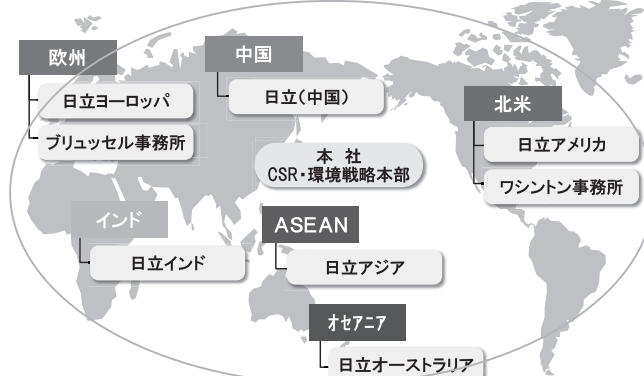 欧州
日立ヨーロッパ
ブリュッセル事務所
中国
日立(中国)
北米
日立アメリカ
ワシントン事務所
本 社
CSR・環境戦略本部
インド
日立インド
ASEAN
日立アジア
オセアニア
日立オーストラリア